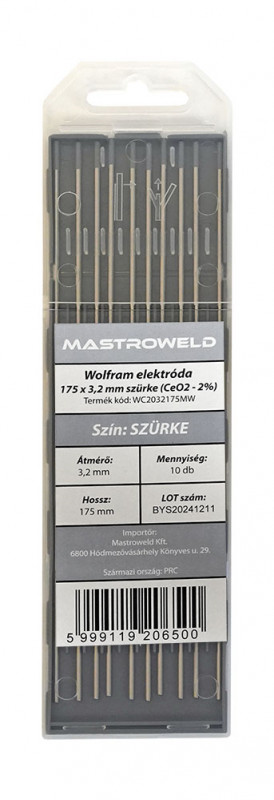 MASTROWELD
Wolfram elektróda
175 x 3,2 mm szürke (CeO2 - 2%)
Termék kód: WC2032175MW
Szín: SZÜRKE
Átmérő:
3,2 mm
Mennyiség:
10 db
Hossz:
175 mm
LOT szám:
BYS20241211
Importőr:
Mastroweld Kft.
6800 Hódmezővásárhely Könyves u. 29.
Származi ország: PRC
5 999119 206500